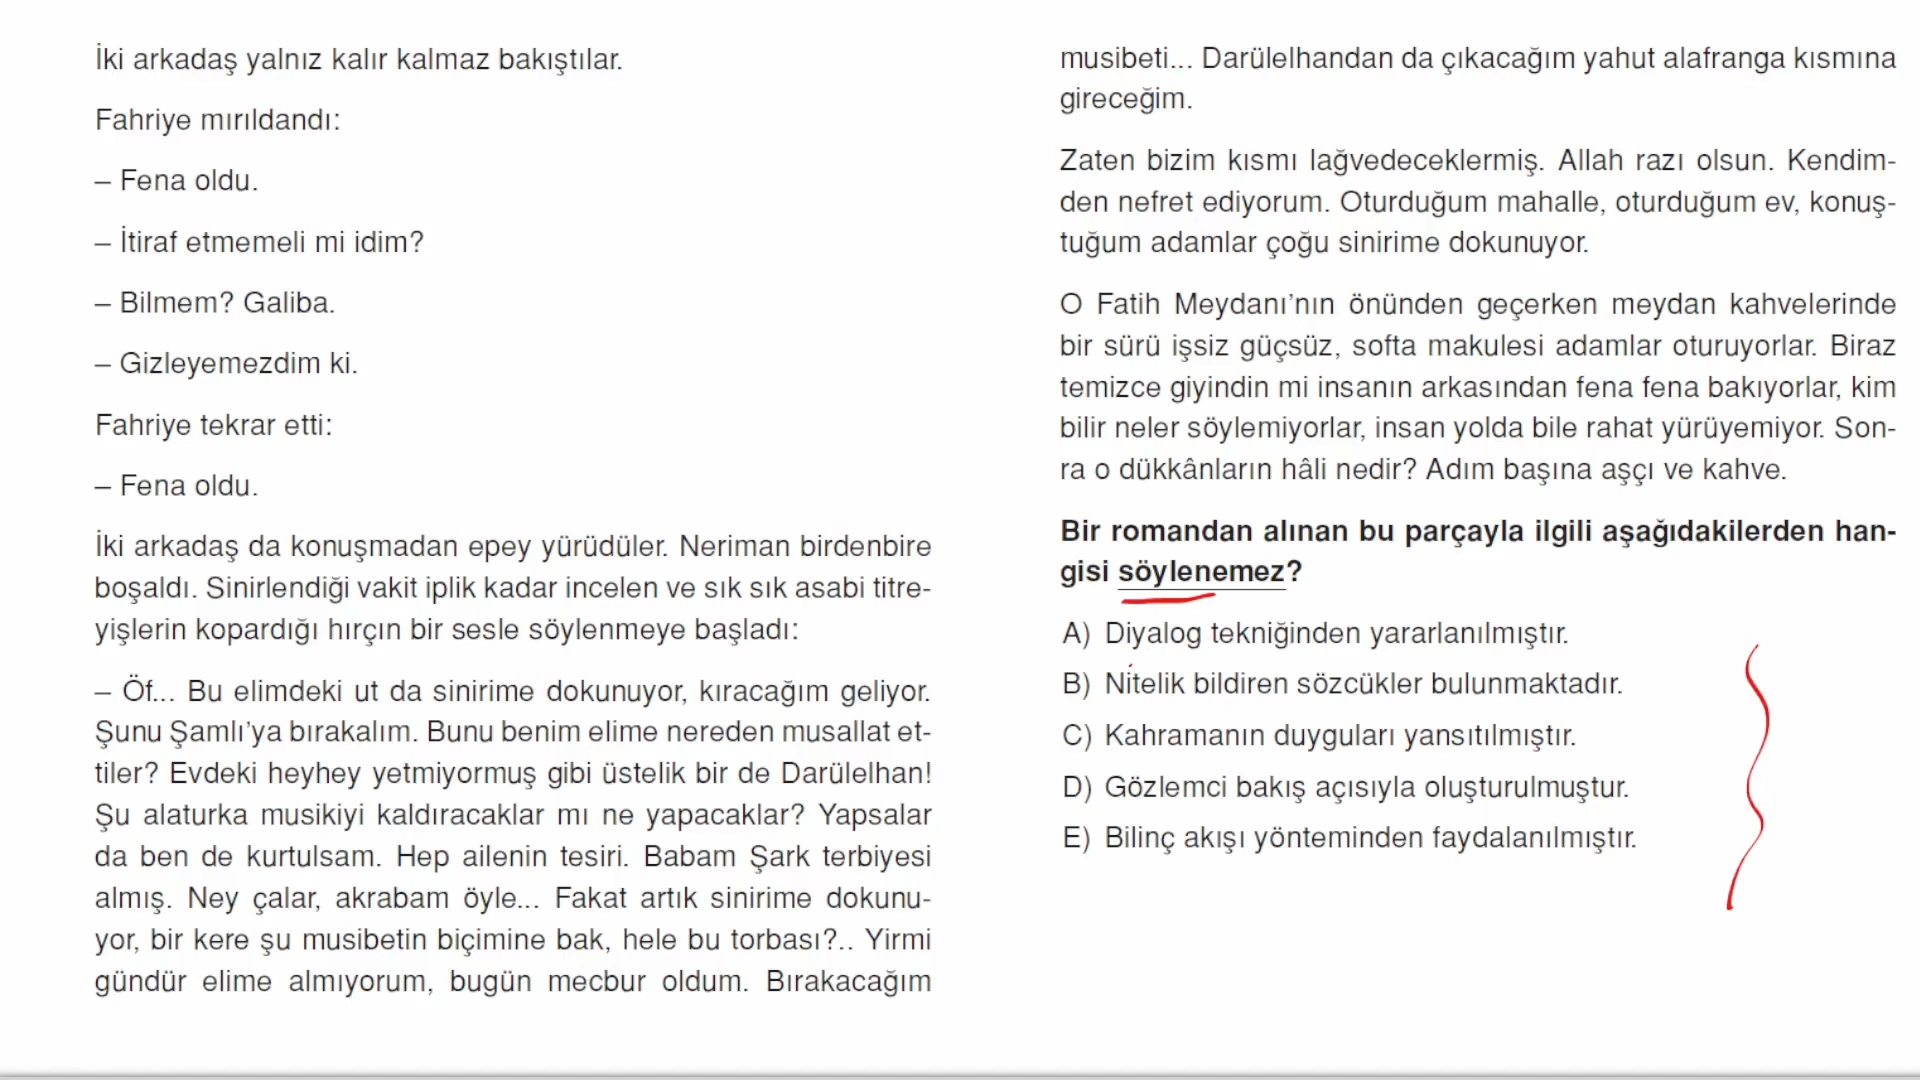 İki arkadaş yalnız kalır kalmaz bakıştılar.
Fahriye mırıldandı:
– Fena oldu.
– İtiraf etmemeli mi idim?
– Bilmem? Galiba.
– Gizleyemezdim ki.
Fahriye tekrar etti:
– Fena oldu.
İki arkadaş da konuşmadan epey yürüdüler. Neriman birdenbire
boşaldı. Sinirlendiği vakit iplik kadar incelen ve sık sık asabi titre-
yişlerin kopardığı hırçın bir sesle söylenmeye başladı:
– Öf... Bu elimdeki ut da sinirime dokunuyor, kıracağım geliyor.
Şunu Şamlı’ya bırakalım. Bunu benim elime nereden musallat et-
tiler? Evdeki heyhey yetmiyormuş gibi üstelik bir de Darülelhan!
Şu alaturka musikiyi kaldıracaklar mı ne yapacaklar? Yapsalar
da ben de kurtulsam. Hep ailenin tesiri. Babam Şark terbiyesi
almış. Ney çalar, akrabam öyle... Fakat artık sinirime dokunu-
yor, bir kere şu musibetin biçimine bak, hele bu torbası?.. Yirmi
gündür elime almıyorum, bugün mecbur oldum. Bırakacağım
musibeti... Darülelhandan da çıkacağım yahut alafranga kısmına
gireceğim.
Zaten bizim kısmı lağvedeceklermiş. Allah razı olsun. Kendim-
den nefret ediyorum. Oturduğum mahalle, oturduğum ev, konuş-
tuğum adamlar çoğu sinirime dokunuyor.
O Fatih Meydanı’nın önünden geçerken meydan kahvelerinde
bir sürü işsiz güçsüz, softa makulesi adamlar oturuyorlar. Biraz
temizce giyindin mi insanın arkasından fena fena bakıyorlar, kim
bilir neler söylemiyorlar, insan yolda bile rahat yürüyemiyor. Son-
ra o dükkânların hâli nedir? Adım başına aşçı ve kahve.
Bir romandan alınan bu parçayla ilgili aşağıdakilerden han-
gisi söylenemez?
A) Diyalog tekniğinden yararlanılmıştır.
B) Nitelik bildiren sözcükler bulunmaktadır.
C) Kahramanın duyguları yansıtılmıştır.
D) Gözlemci bakış açısıyla oluşturulmuştur.
E) Bilinç akışı yönteminden faydalanılmıştır.